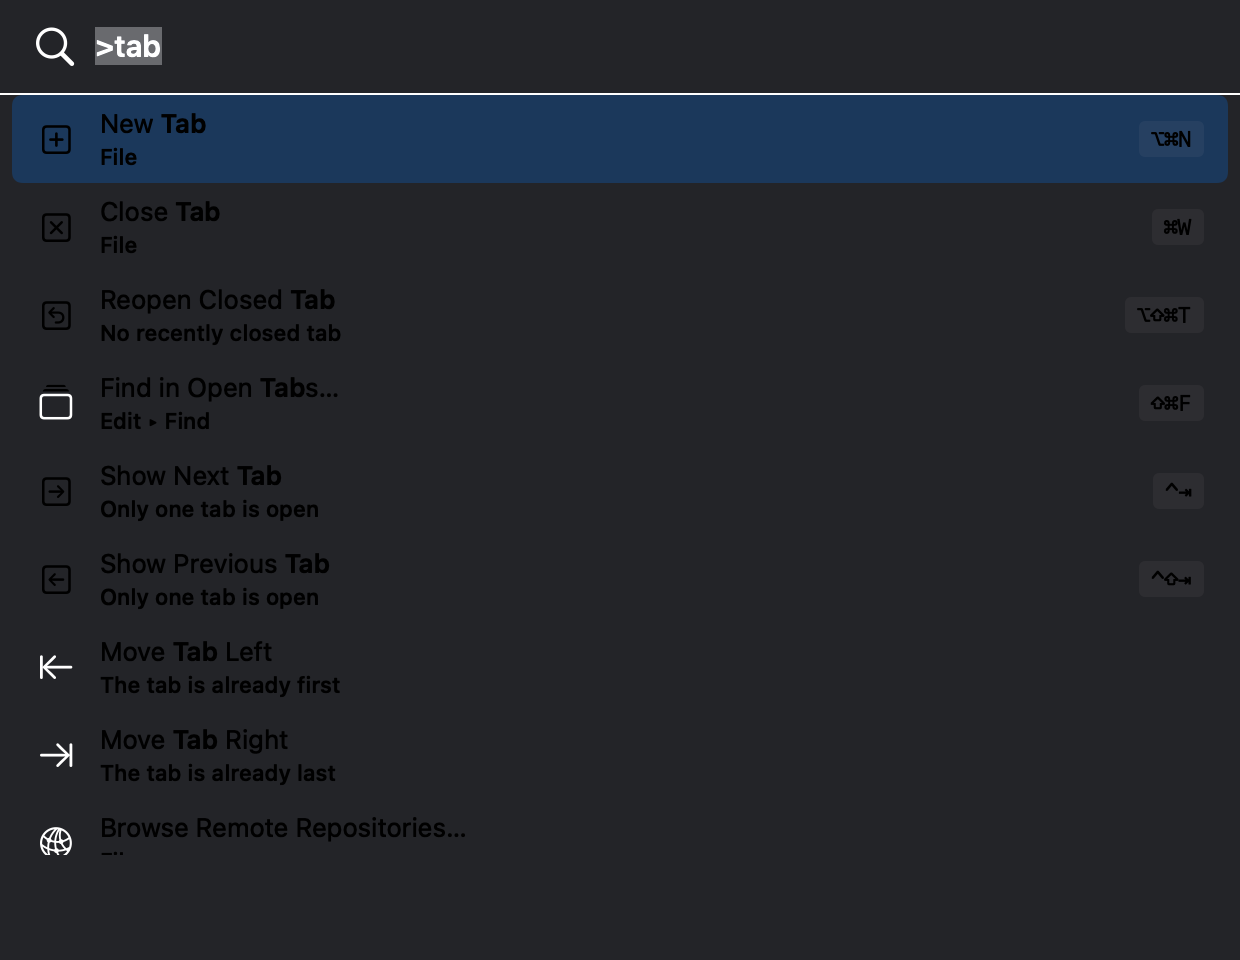 >tab
New Tab
File
⌥⌘N
Close Tab
File
⌘W
Reopen Closed Tab
No recently closed tab
⌥⇧⌘T
Find in Open Tabs...
Edit ▸ Find
⇧⌘F
Show Next Tab
Only one tab is open
^⇥
Show Previous Tab
Only one tab is open
^⇧⇥
Move Tab Left
The tab is already first
Move Tab Right
The tab is already last
Browse Remote Repositories...